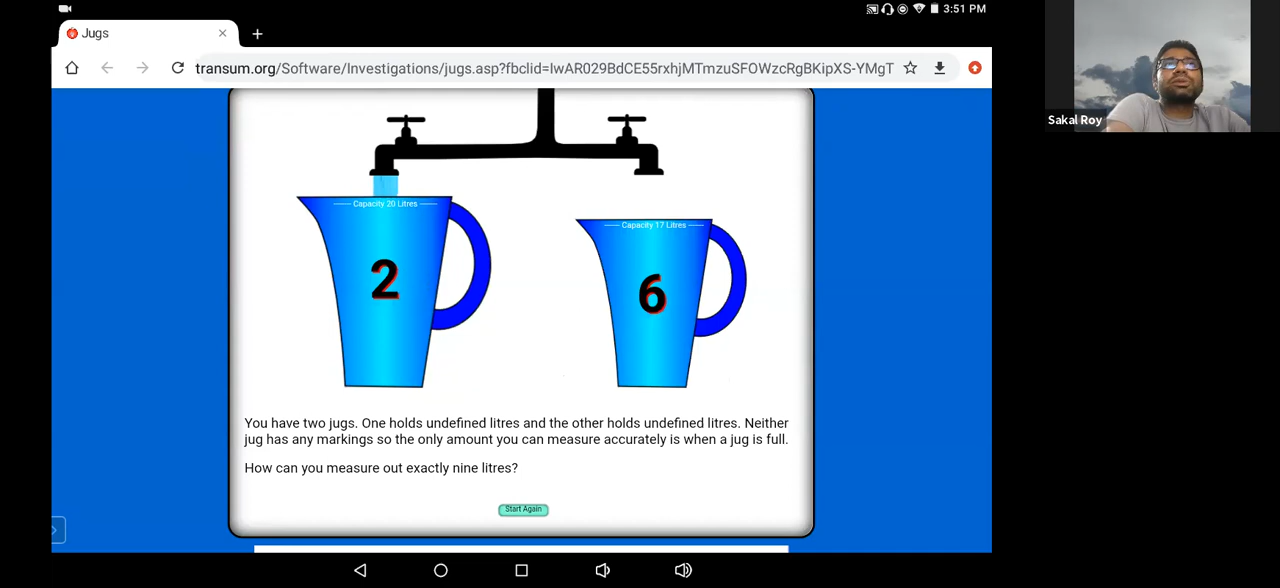 3:51 PM
Jugs
transum.org/Software/Investigations/jugs.asp?fbclid=IwAR029BdCE55rxhjMTmzuSFOWzcRgBKipXS-YMgT
Sakal Roy
Capacity 20 Litres
Capacity 17 Litres
2
6
You have two jugs. One holds undefined litres and the other holds undefined litres. Neither
jug has any markings so the only amount you can measure accurately is when a jug is full.
How can you measure out exactly nine litres?
Start Again